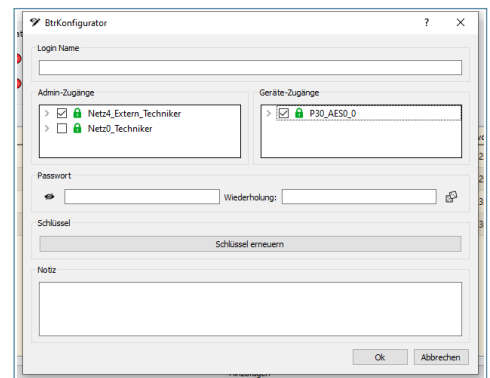 BtrKonfigurator
Login Name
Admin-Zugänge
Geräte-Zugänge
Netz4_Extern_Techniker
P30_AES0_0
Netz0_Techniker
Passwort
Wiederholung:
Schlüssel
Schlüssel erneuern
Notiz
Ok
Abbrechen